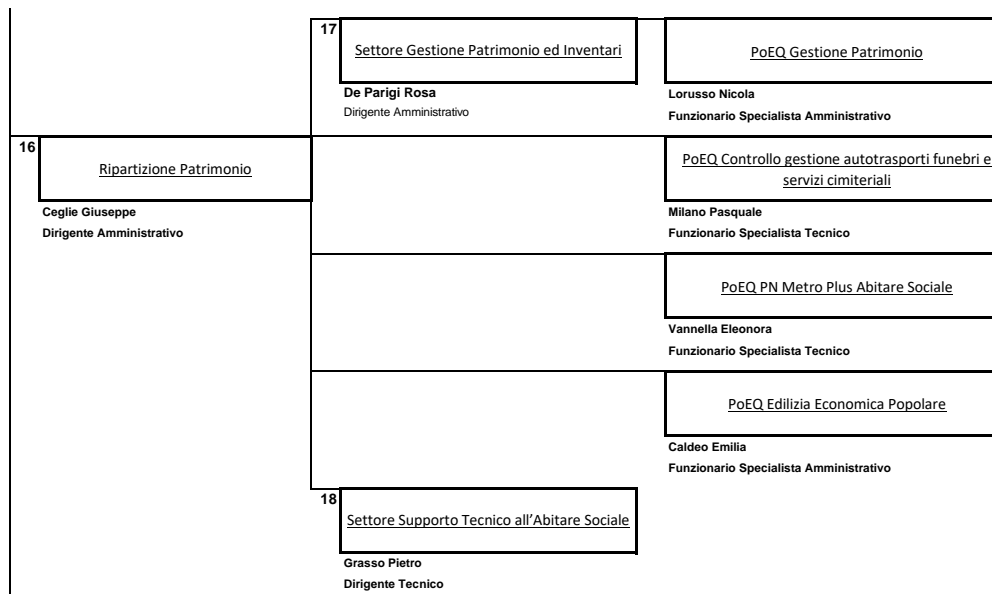 17
Settore Gestione Patrimonio ed Inventari
PoEQ Gestione Patrimonio
De Parigi Rosa
Dirigente Amministrativo
Lorusso Nicola
Funzionario Specialista Amministrativo
16
Ripartizione Patrimonio
PoEQ Controllo gestione autotrasporti funebri e
servizi cimiteriali
Ceglie Giuseppe
Dirigente Amministrativo
Milano Pasquale
Funzionario Specialista Tecnico
PoEQ PN Metro Plus Abitare Sociale
Vannella Eleonora
Funzionario Specialista Tecnico
PoEQ Edilizia Economica Popolare
Caldeo Emilia
Funzionario Specialista Amministrativo
18
Settore Supporto Tecnico all'Abitare Sociale
Grasso Pietro
Dirigente Tecnico